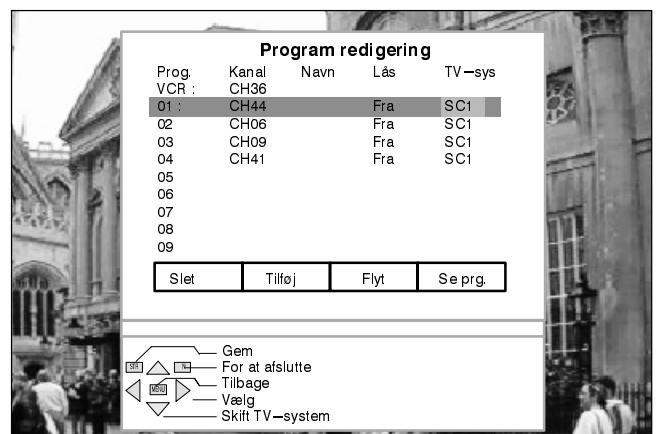 Program redigering
Prog. Kanal Navn Lås TV-sys
VCR : CH36
01 : CH44 Fra SC1
02 CH06 Fra SC1
03 CH09 Fra SC1
04 CH41 Fra SC1
05
06
07
08
09
Slet Tilføj Flyt Se prg.
Gem
STR N
For at afslutte
Tilbage
MENU
Vælg
Skift TV-system